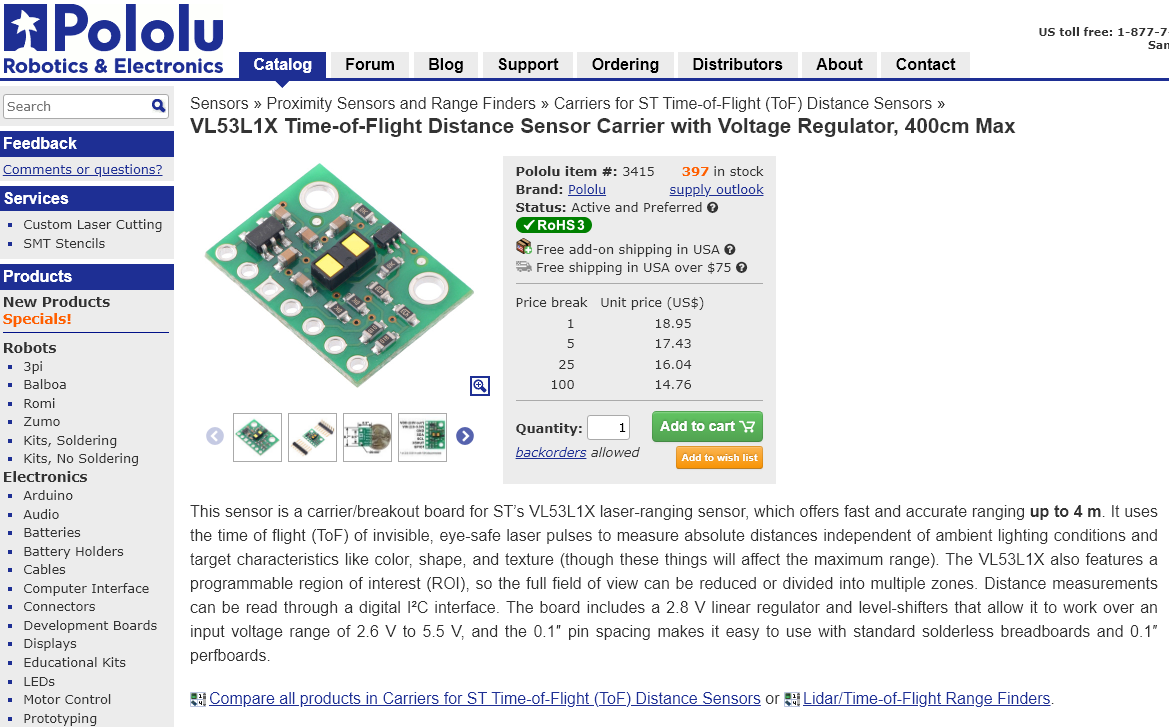 Pololu
Robotics & Electronics
US toll free: 1-877-7
San
Catalog Forum Blog Support Ordering Distributors About Contact
Search
Feedback
Comments or questions?
Services
Custom Laser Cutting
SMT Stencils
Products
New Products
Specials!
Robots
3pi
Balboa
Romi
Zumo
Kits, Soldering
Kits, No Soldering
Electronics
Arduino
Audio
Batteries
Battery Holders
Cables
Computer Interface
Connectors
Development Boards
Displays
Educational Kits
LEDs
Motor Control
Prototyping
Sensors » Proximity Sensors and Range Finders » Carriers for ST Time-of-Flight (ToF) Distance Sensors »
VL53L1X Time-of-Flight Distance Sensor Carrier with Voltage Regulator, 400cm Max
Pololu item #: 3415 397 in stock
Brand: Pololu supply outlook
Status: Active and Preferred ?
✓ RoHS 3
Free add-on shipping in USA ?
Free shipping in USA over $75 ?
Price break Unit price (US$)
1 18.95
5 17.43
25 16.04
100 14.76
Quantity: 1 Add to cart
backorders allowed Add to wish list
This sensor is a carrier/breakout board for ST’s VL53L1X laser-ranging sensor, which offers fast and accurate ranging up to 4 m. It uses
the time of flight (ToF) of invisible, eye-safe laser pulses to measure absolute distances independent of ambient lighting conditions and
target characteristics like color, shape, and texture (though these things will affect the maximum range). The VL53L1X also features a
programmable region of interest (ROI), so the full field of view can be reduced or divided into multiple zones. Distance measurements
can be read through a digital I²C interface. The board includes a 2.8 V linear regulator and level-shifters that allow it to work over an
input voltage range of 2.6 V to 5.5 V, and the 0.1″ pin spacing makes it easy to use with standard solderless breadboards and 0.1″
perfboards.
Compare all products in Carriers for ST Time-of-Flight (ToF) Distance Sensors or Lidar/Time-of-Flight Range Finders.